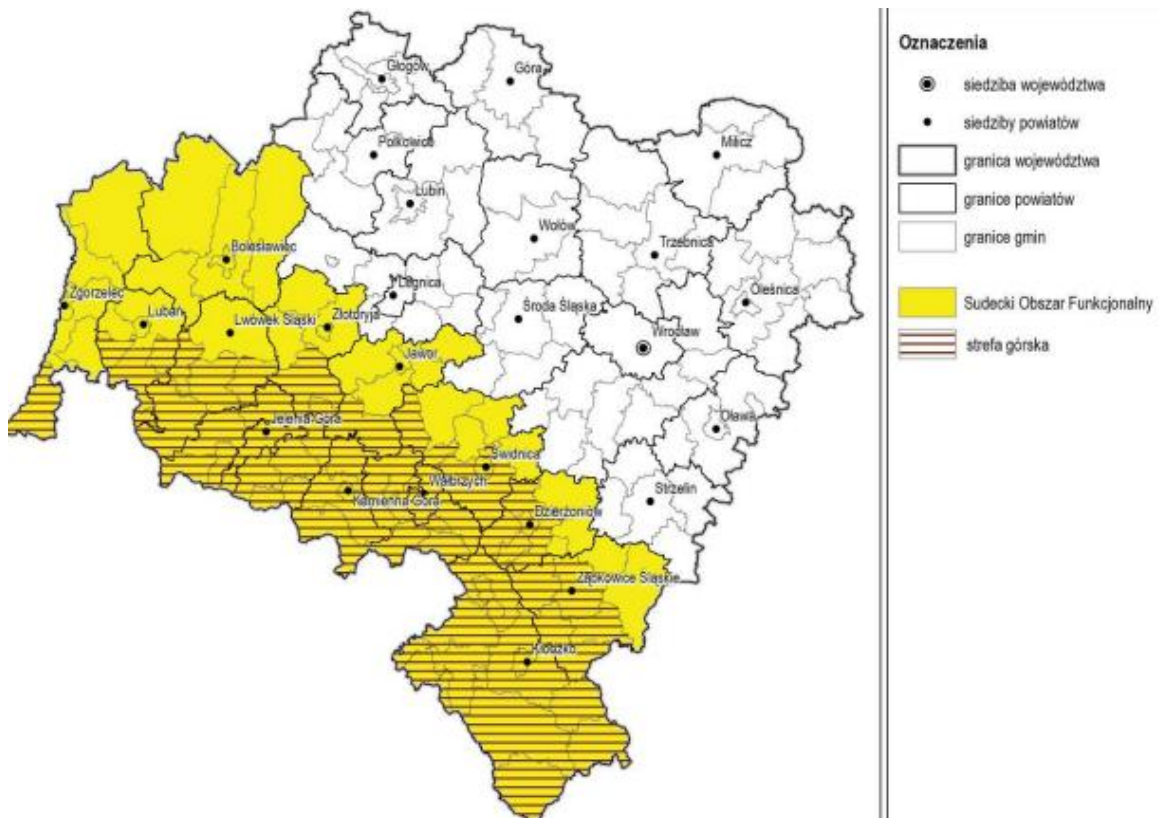 Głogów
Góra
Polkowice
Milicz
Lubin
Wołów
Trzebnica
Bolesławiec
Legnica
Oleśnica
Zgorzelec
Lubań
Lwówek Śląski
Złotoryja
Środa Śląska
Wrocław
Jawor
Jelenia Góra
Oława
Świdnica
Kamienna Góra
Wałbrzych
Strzelin
Dzierżoniów
Ząbkowice Śląskie
Kłodzko
Oznaczenia
siedziba województwa
siedziby powiatów
granica województwa
granice powiatów
granice gmin
Sudecki Obszar Funkcjonalny
strefa górska